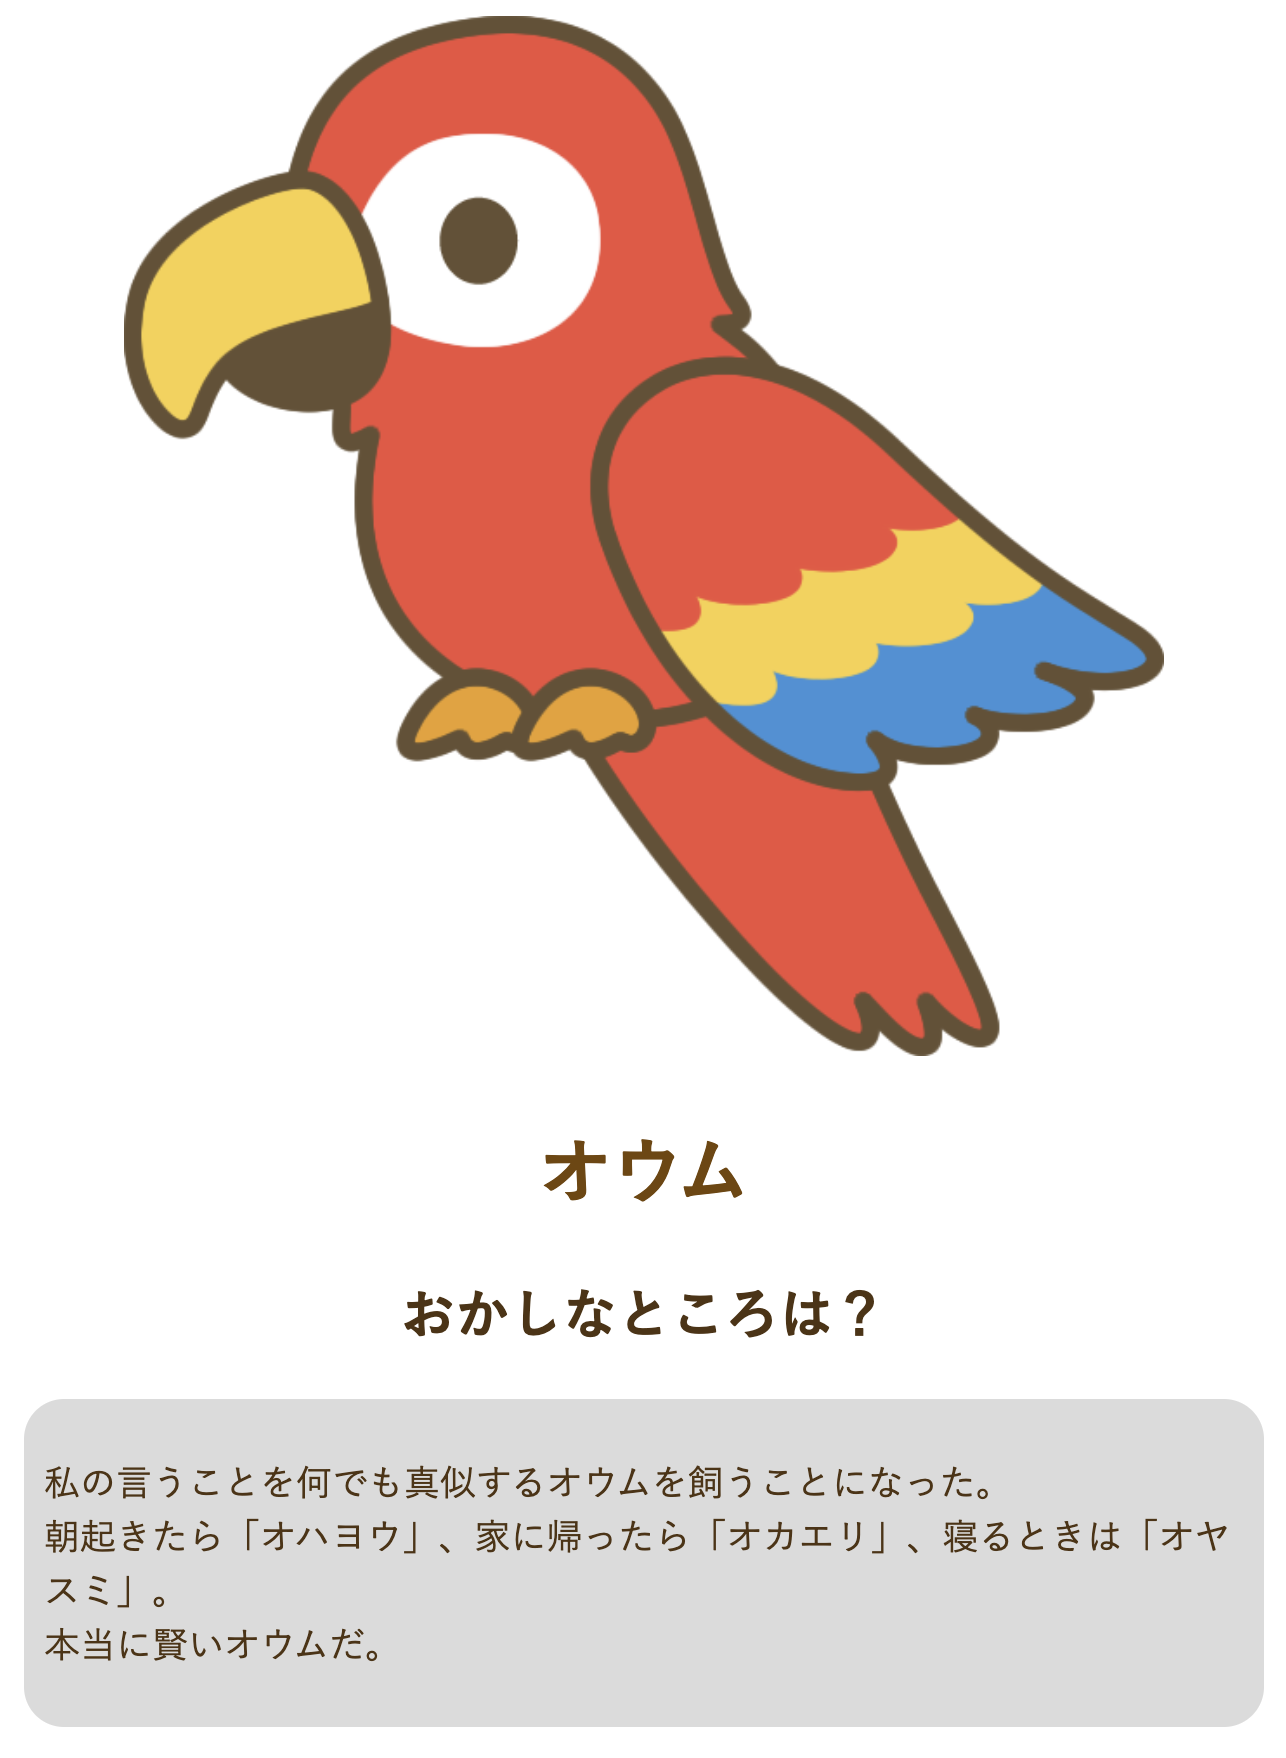 オウム
おかしなところは？
私の言うことを何でも真似するオウムを飼うことになった。
朝起きたら「オハヨウ」、家に帰ったら「オカエリ」、寝るときは「オヤ
スミ」。
本当に賢いオウムだ。